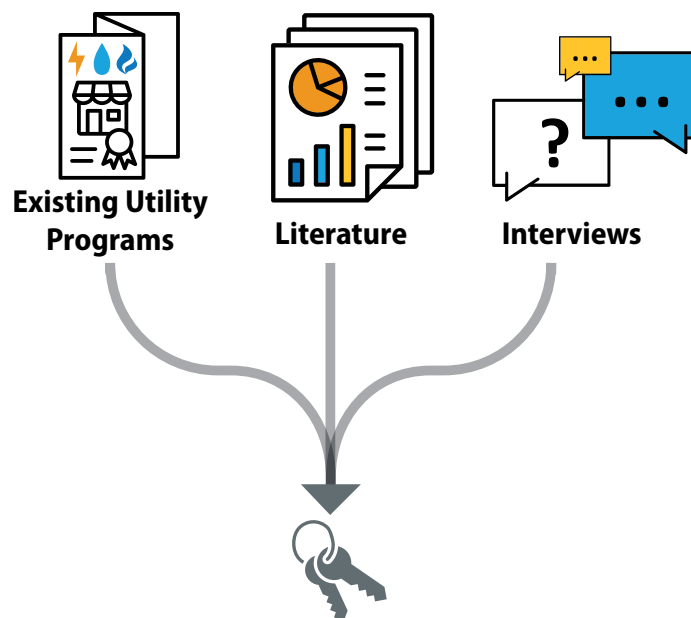 ?
...
...
Existing Utility
Programs
Literature
Interviews